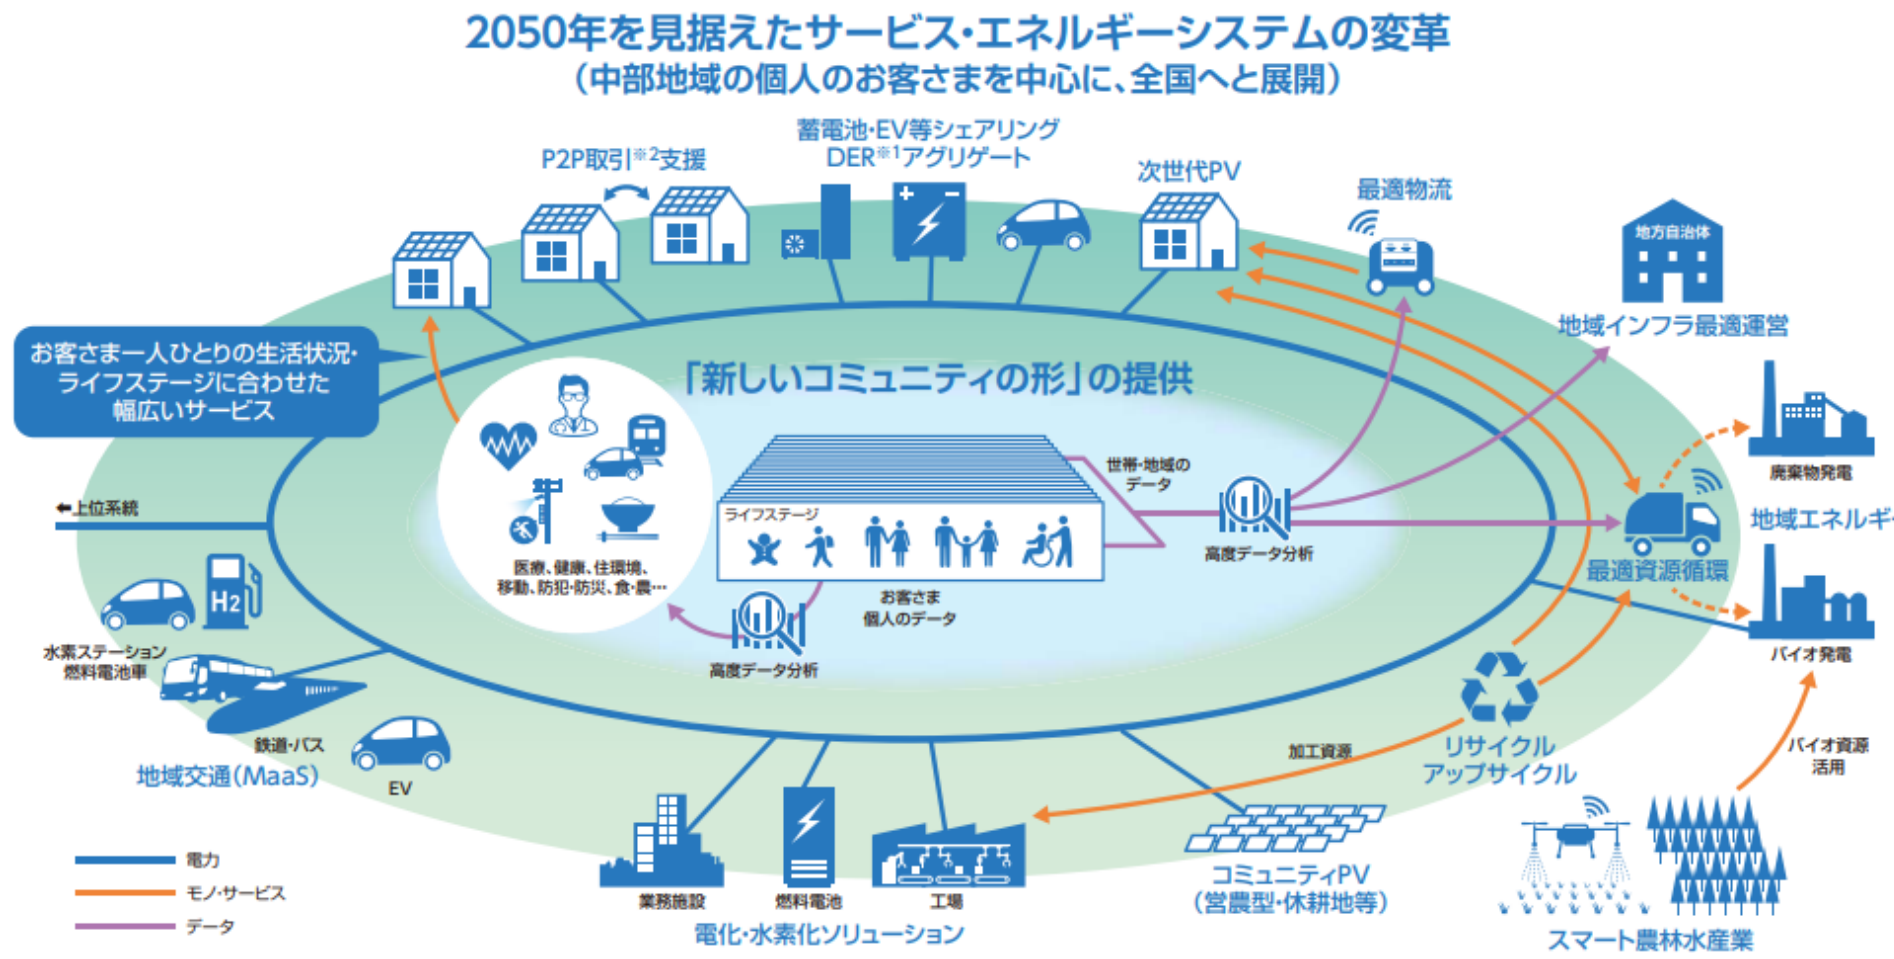 2050年を見据えたサービス・エネルギーシステムの変革
（中部地域の個人のお客さまを中心に、全国へと展開）
蓄電池・EV等シェアリング
DER※1アグリゲート
P2P取引※2支援
次世代PV
最適物流
地方自治体
地域インフラ最適運営
お客さま一人ひとりの生活状況・
ライフステージに合わせた
幅広いサービス
「新しいコミュニティの形」の提供
世帯・地域の
データ
ライフステージ
高度データ分析
廃棄物発電
地域エネルギー
最適資源循環
←上位系統
医療、健康、住環境、
移動、防犯・防災、食・農…
お客さま
個人のデータ
高度データ分析
H2
水素ステーション
燃料電池車
バイオ発電
鉄道・バス
地域交通（MaaS）
EV
加工資源
リサイクル
アップサイクル
バイオ資源
活用
電力
モノ・サービス
データ
業務施設
燃料電池
工場
電化・水素化ソリューション
コミュニティPV
（営農型・休耕地等）
スマート農林水産業